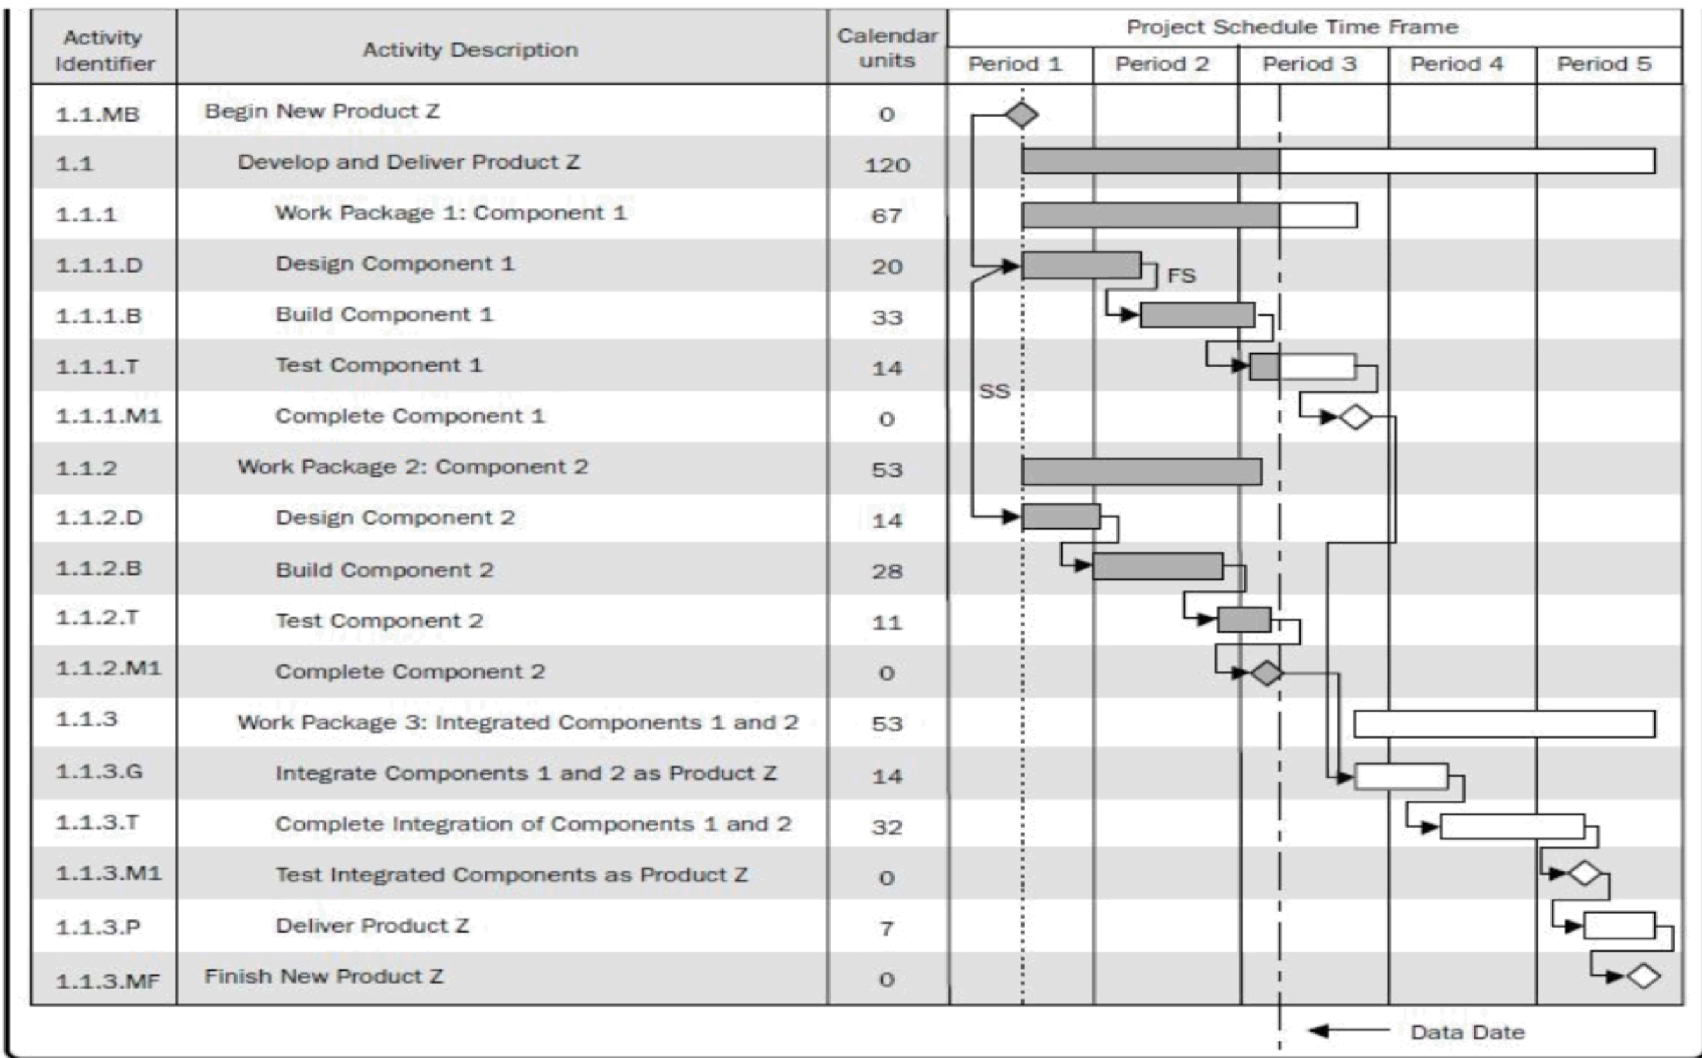 Activity Identifier
Activity Description
Calendar units
Project Schedule Time Frame
Period 1 Period 2 Period 3 Period 4 Period 5
1.1.MB Begin New Product Z 0
1.1 Develop and Deliver Product Z 120
1.1.1 Work Package 1: Component 1 67
1.1.1.D Design Component 1 20
FS
1.1.1.B Build Component 1 33
1.1.1.T Test Component 1 14
SS
1.1.1.M1 Complete Component 1 0
1.1.2 Work Package 2: Component 2 53
1.1.2.D Design Component 2 14
1.1.2.B Build Component 2 28
1.1.2.T Test Component 2 11
1.1.2.M1 Complete Component 2 0
1.1.3 Work Package 3: Integrated Components 1 and 2 53
1.1.3.G Integrate Components 1 and 2 as Product Z 14
1.1.3.T Complete Integration of Components 1 and 2 32
1.1.3.M1 Test Integrated Components as Product Z 0
1.1.3.P Deliver Product Z 7
1.1.3.MF Finish New Product Z 0
Data Date